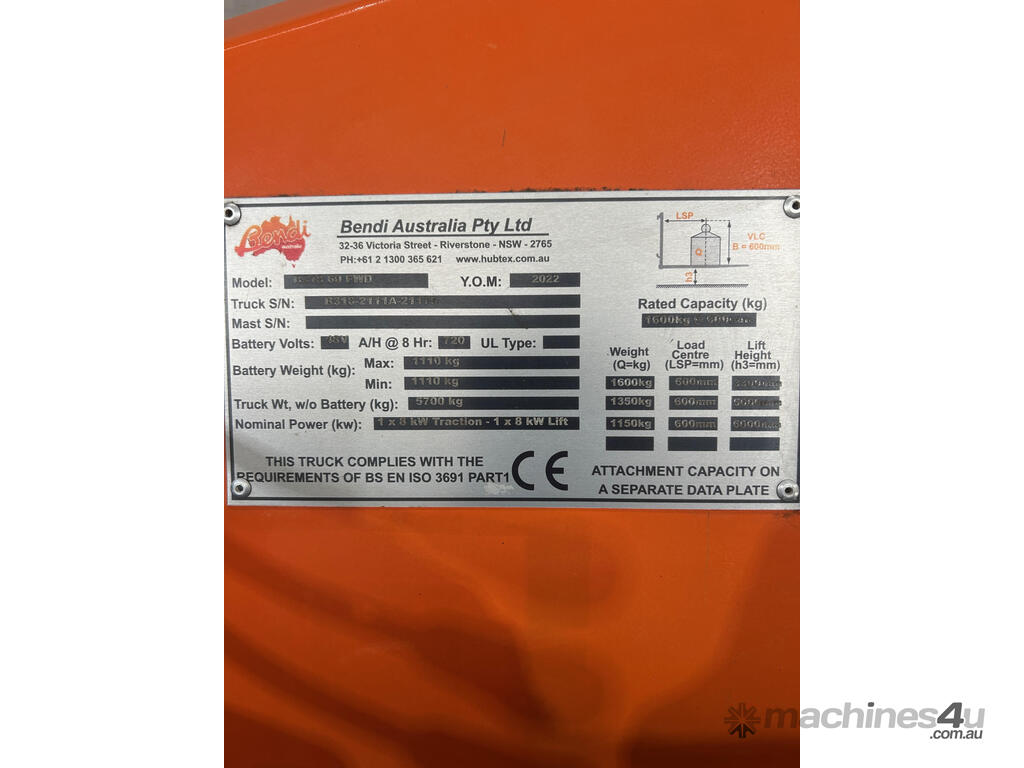 Bendi
australia
Bendi Australia Pty Ltd
32-36 Victoria Street - Riverstone - NSW - 2765
PH:+61 2 1300 365 621 www.hubtex.com.au
LSP
VLC
B = 600mm
Q
h3
Model: Y.O.M: 2022
Truck S/N:
Mast S/N:
Battery Volts: A/H @ 8 Hr: 720 UL Type:
Battery Weight (kg): Max: 1110 kg
Min: 1110 kg
Truck Wt, w/o Battery (kg): 5700 kg
Nominal Power (kw): 1 x 8 kW Traction - 1 x 8 kW Lift
Rated Capacity (kg)
1600kg
Weight (Q=kg) Load Centre (LSP=mm) Lift Height (h3=mm)
1600kg 600mm
1350kg 600mm
1150kg 600mm
THIS TRUCK COMPLIES WITH THE
REQUIREMENTS OF BS EN ISO 3691 PART1
CE
ATTACHMENT CAPACITY ON
A SEPARATE DATA PLATE
machines4u
.com.au